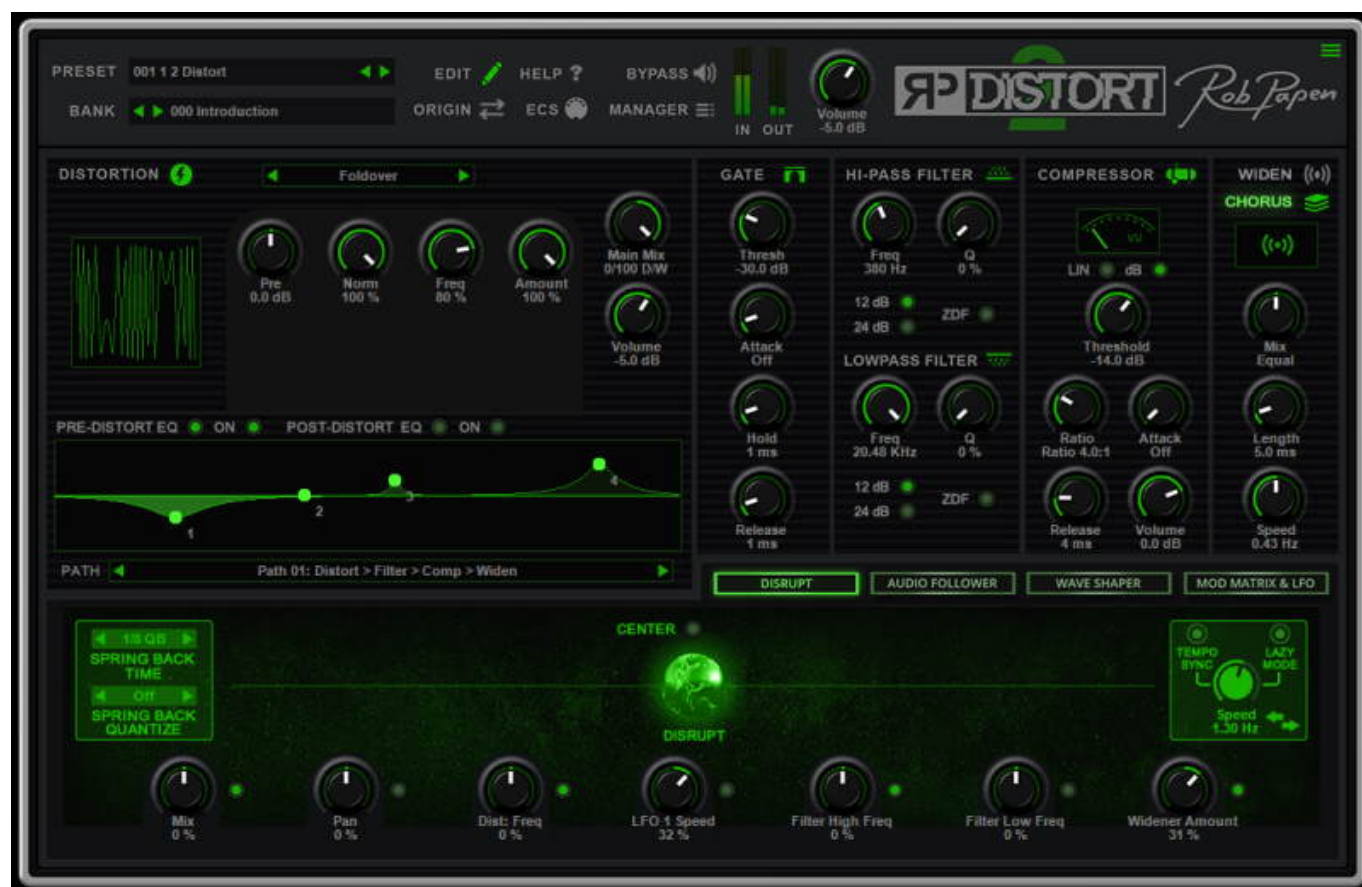 PRESET 001 1 2 Distort
EDIT HELP ? BYPASS
BANK 000 Introduction
ORIGIN ECS MANAGER
IN OUT
Volume
-5.0 dB
RP DISTORT 2
Rob Papen
DISTORTION
Foldover
Pre
0.0 dB
Norm
100 %
Freq
80 %
Amount
100 %
Main Mix
0/100 D/W
Volume
-5.0 dB
GATE
Thresh
-30.0 dB
Attack
Off
Hold
1 ms
Release
1 ms
HI-PASS FILTER
Freq
380 Hz
Q
0 %
12 dB
24 dB
ZDF
LOWPASS FILTER
Freq
20.48 KHz
Q
0 %
12 dB
24 dB
ZDF
COMPRESSOR
VU
LIN dB
Threshold
-14.0 dB
Ratio
Ratio 4.0:1
Attack
Off
Release
4 ms
Volume
0.0 dB
WIDEN
CHORUS
Mix
Equal
Length
5.0 ms
Speed
0.43 Hz
PRE-DISTORT EQ ON POST-DISTORT EQ ON
1
2
3
4
PATH Path 01: Distort > Filter > Comp > Widen
DISRUPT AUDIO FOLLOWER WAVE SHAPER MOD MATRIX & LFO
1/8 GB
SPRING BACK
TIME
Off
SPRING BACK
QUANTIZE
CENTER
DISRUPT
TEMPO
SYNC
LAZY
MODE
Speed
1.30 Hz
Mix
0 %
Pan
0 %
Dist: Freq
0 %
LFO 1 Speed
32 %
Filter High Freq
0 %
Filter Low Freq
0 %
Widener Amount
31 %